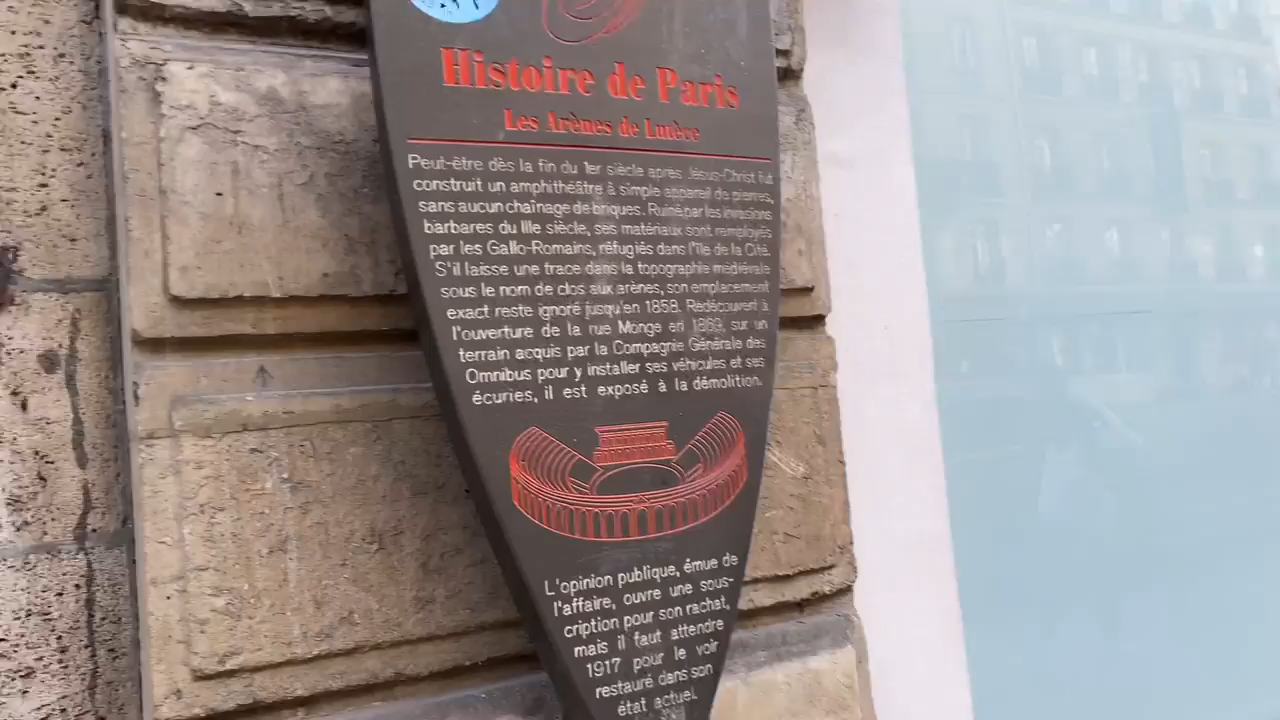 Histoire de Paris
Les Arènes de Lutèce
Peut-être dès la fin du 1er siècle après Jésus-Christ fut
construit un amphithéâtre à simple appareil de pierres,
sans aucun chaînage de briques. Ruiné par les invasions
barbares du IIIe siècle, ses matériaux sont remployés
par les Gallo-Romains, réfugiés dans l'île de la Cité.
S'il laisse une trace dans la topographie médiévale
sous le nom de clos aux arènes, son emplacement
exact reste ignoré jusqu'en 1858. Redécouvert à
l'ouverture de la rue Monge en 1869, sur un
terrain acquis par la Compagnie Générale des
Omnibus pour y installer ses véhicules et ses
écuries, il est exposé à la démolition.
L'opinion publique, émue de
l'affaire, ouvre une sous-
cription pour son rachat,
mais il faut attendre
1917 pour le voir
restauré dans son
état actuel.